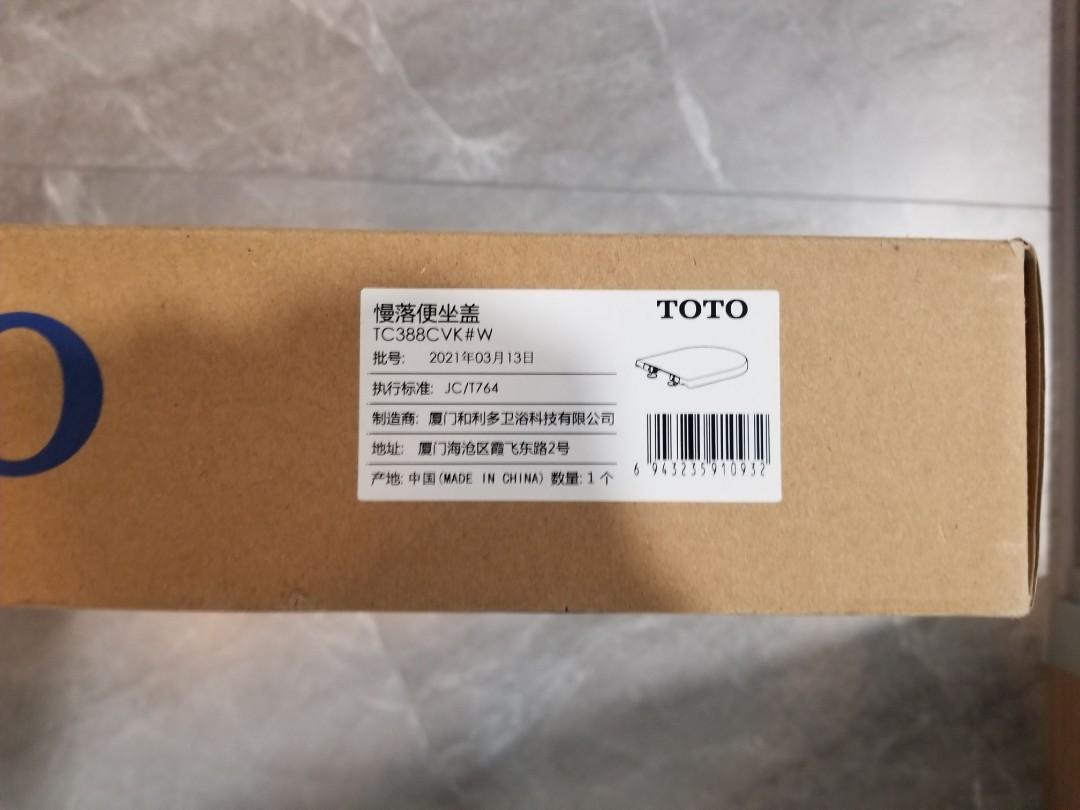 慢落便坐盖
TOTO
TC388CVK#W
批号: 2021年03月13日
执行标准: JC/T764
制造商: 厦门和利多卫浴科技有限公司
地址: 厦门海沧区霞飞东路2号
产地: 中国(MADE IN CHINA) 数量: 1 个
6 943235 910932
O